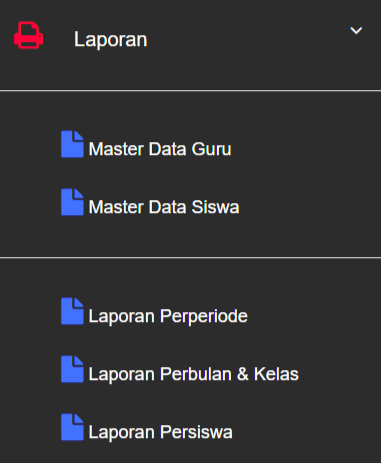 Laporan
Master Data Guru
Master Data Siswa
Laporan Perperiode
Laporan Perbulan & Kelas
Laporan Persiswa